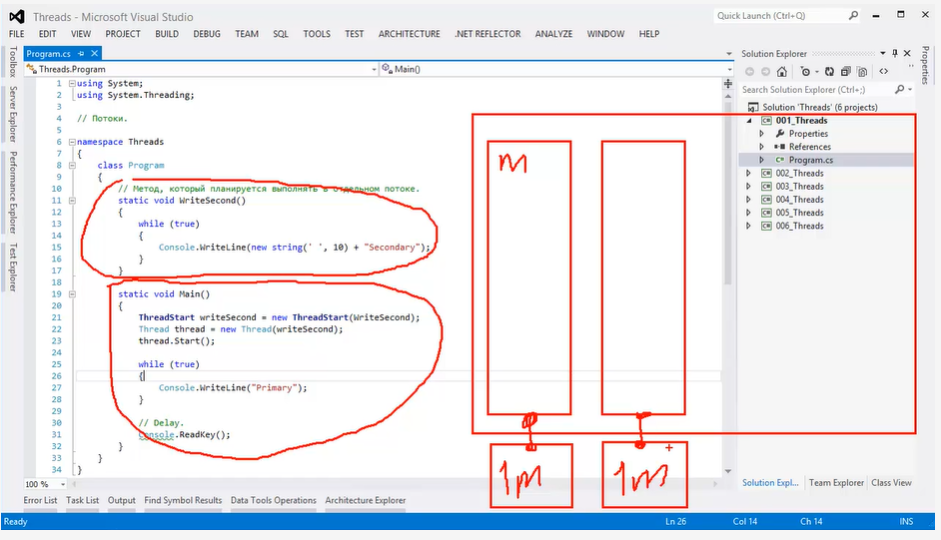 Threads - Microsoft Visual Studio
Quick Launch (Ctrl+Q)
FILE EDIT VIEW PROJECT BUILD DEBUG TEAM SQL TOOLS TEST ARCHITECTURE .NET REFLECTOR ANALYZE WINDOW HELP
Toolbox
Server Explorer
Performance Explorer
Test Explorer
Program.cs
Threads.Program
Main()
1 using System;
2 using System.Threading;
3
4 // Потоки.
5
6 namespace Threads
7 {
8 class Program
9 {
10 // Метод, который планируется выполнять в отдельном потоке.
11 static void WriteSecond()
12 {
13 while (true)
14 {
15 Console.WriteLine(new string(' ', 10) + "Secondary");
16 }
17 }
18
19 static void Main()
20 {
21 ThreadStart writeSecond = new ThreadStart(WriteSecond);
22 Thread thread = new Thread(writeSecond);
23 thread.Start();
24
25 while (true)
26 {
27 Console.WriteLine("Primary");
28 }
29
30 // Delay.
31 Console.ReadKey();
32 }
33 }
34 }
100 %
m
1m
1m
Solution Explorer
Search Solution Explorer (Ctrl+;)
Solution 'Threads' (6 projects)
001_Threads
Properties
References
Program.cs
002_Threads
003_Threads
004_Threads
005_Threads
006_Threads
Properties
Solution Expl... Team Explorer Class View
Error List Task List Output Find Symbol Results Data Tools Operations Architecture Explorer
Ready Ln 26 Col 14 Ch 14 INS